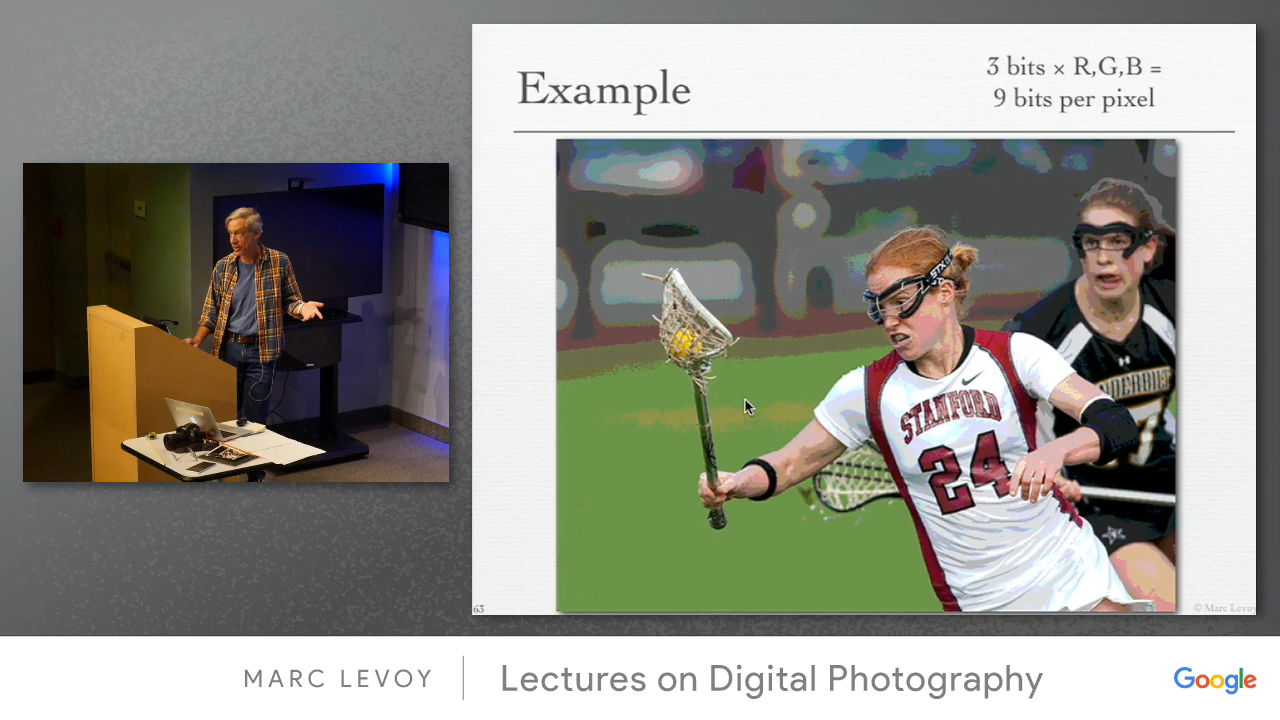 Example
3 bits × R,G,B =
9 bits per pixel
STANFORD
24
63
© Marc Levoy
MARC LEVOY
Lectures on Digital Photography
Google